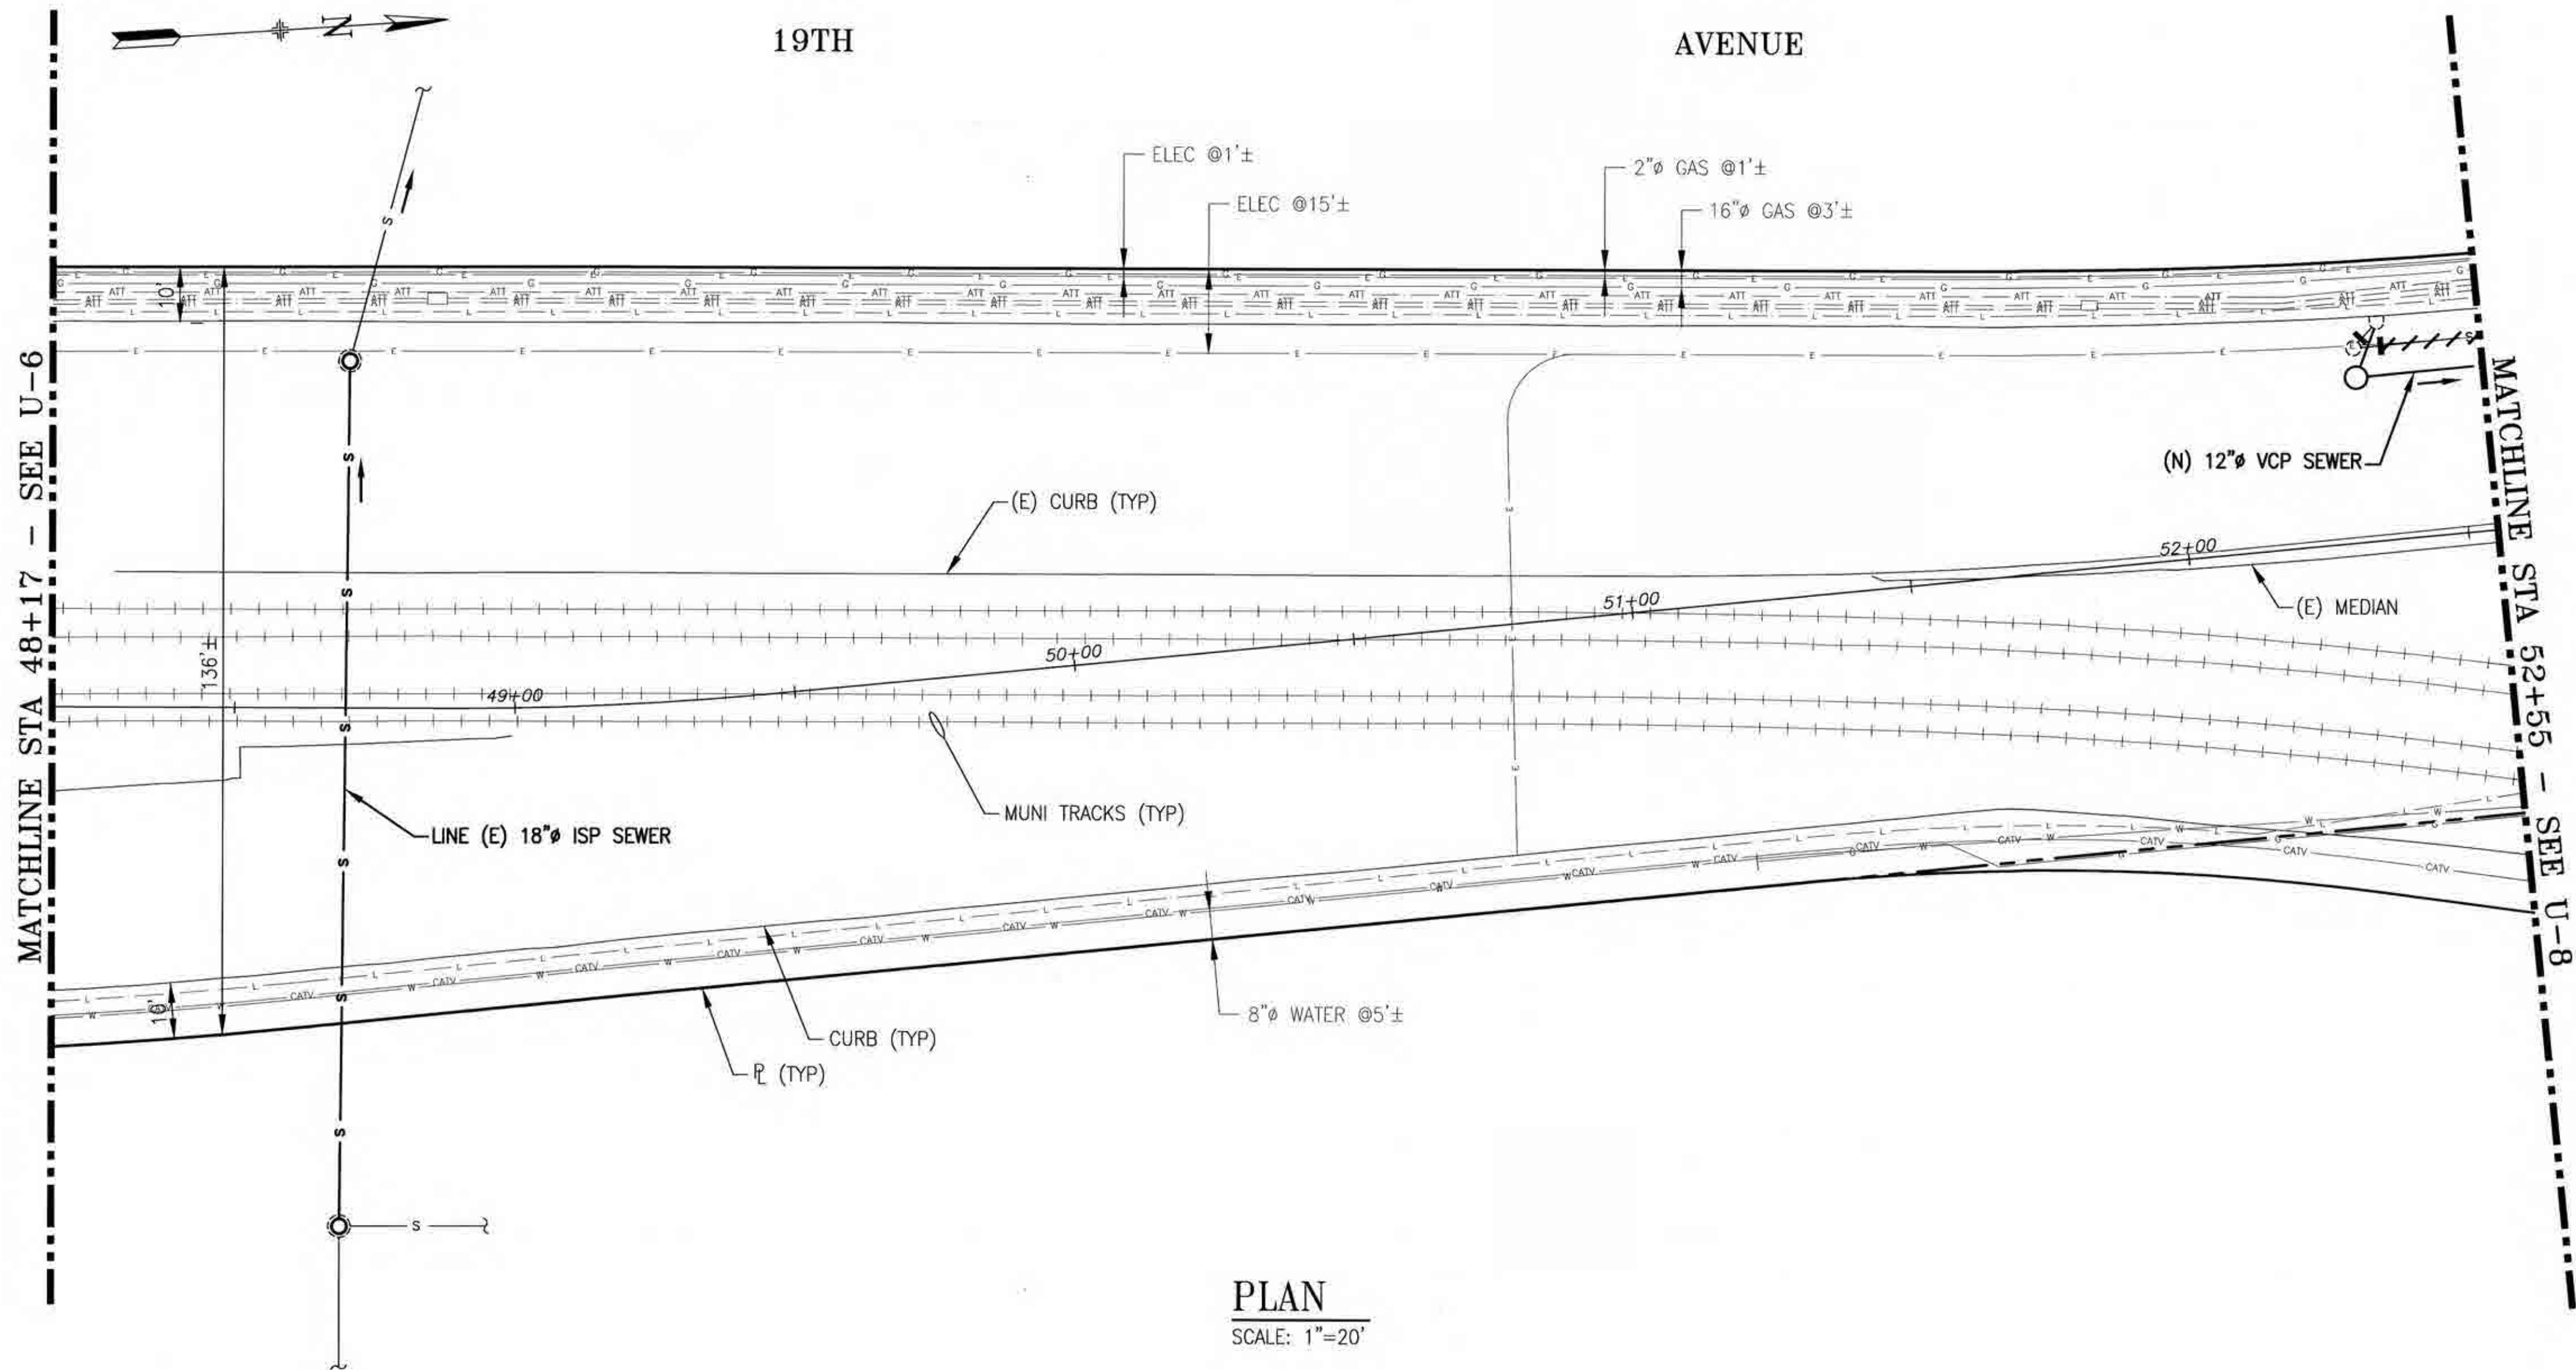 N
19TH AVENUE
ELEC @1'±
2"ø GAS @1'±
ELEC @15'±
16"ø GAS @3'±
10'
MATCHLINE STA 48+17 - SEE U-6
MATCHLINE STA 52+55 - SEE U-8
(N) 12"ø VCP SEWER
(E) CURB (TYP)
52+00
51+00
(E) MEDIAN
136'±
50+00
49+00
MUNI TRACKS (TYP)
LINE (E) 18"ø ISP SEWER
10'
8"ø WATER @5'±
CURB (TYP)
PL (TYP)
S
PLAN
SCALE: 1"=20'